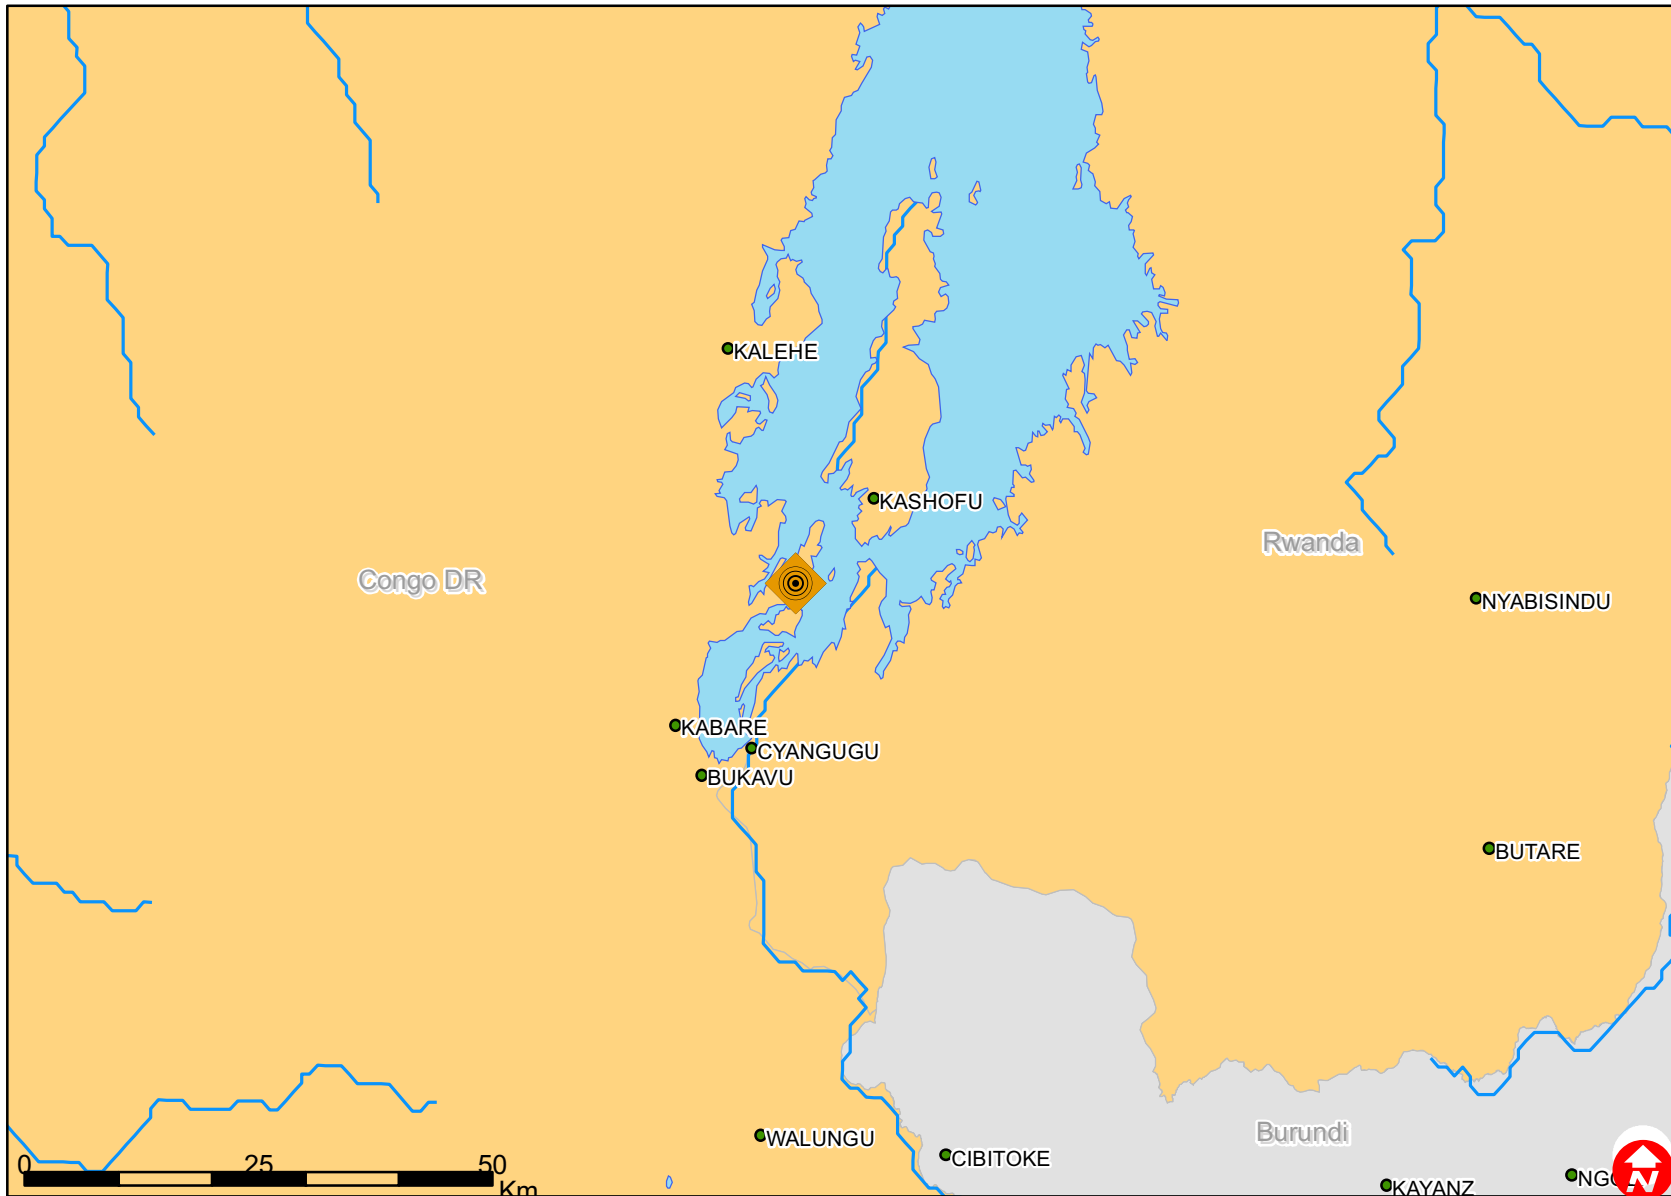 KALEHE
KASHOFU
Rwanda
Congo DR
NYABISINDU
KABARE
CYANGUGU
BUKAVU
BUTARE
Burundi
WALUNGU
CIBITOKE
0 25 50
Km
KAYANZ
N